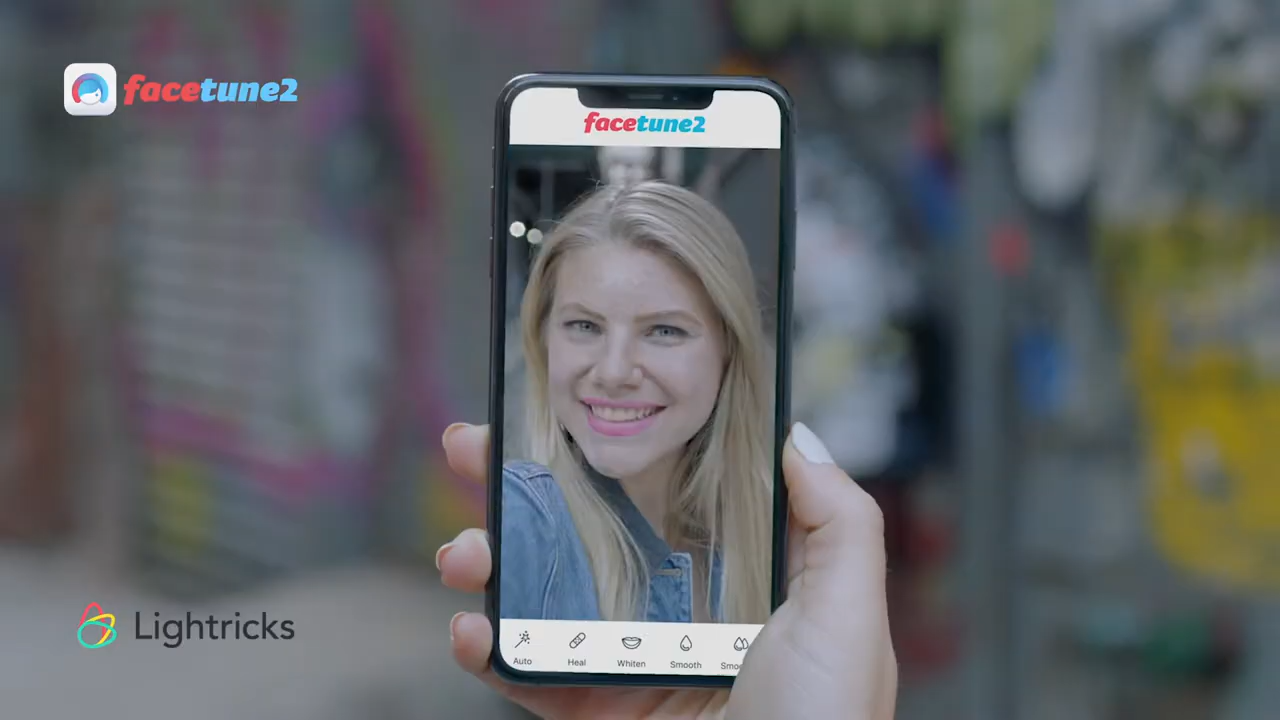 facetune2
facetune2
Lightricks
Auto
Heal
Whiten
Smooth